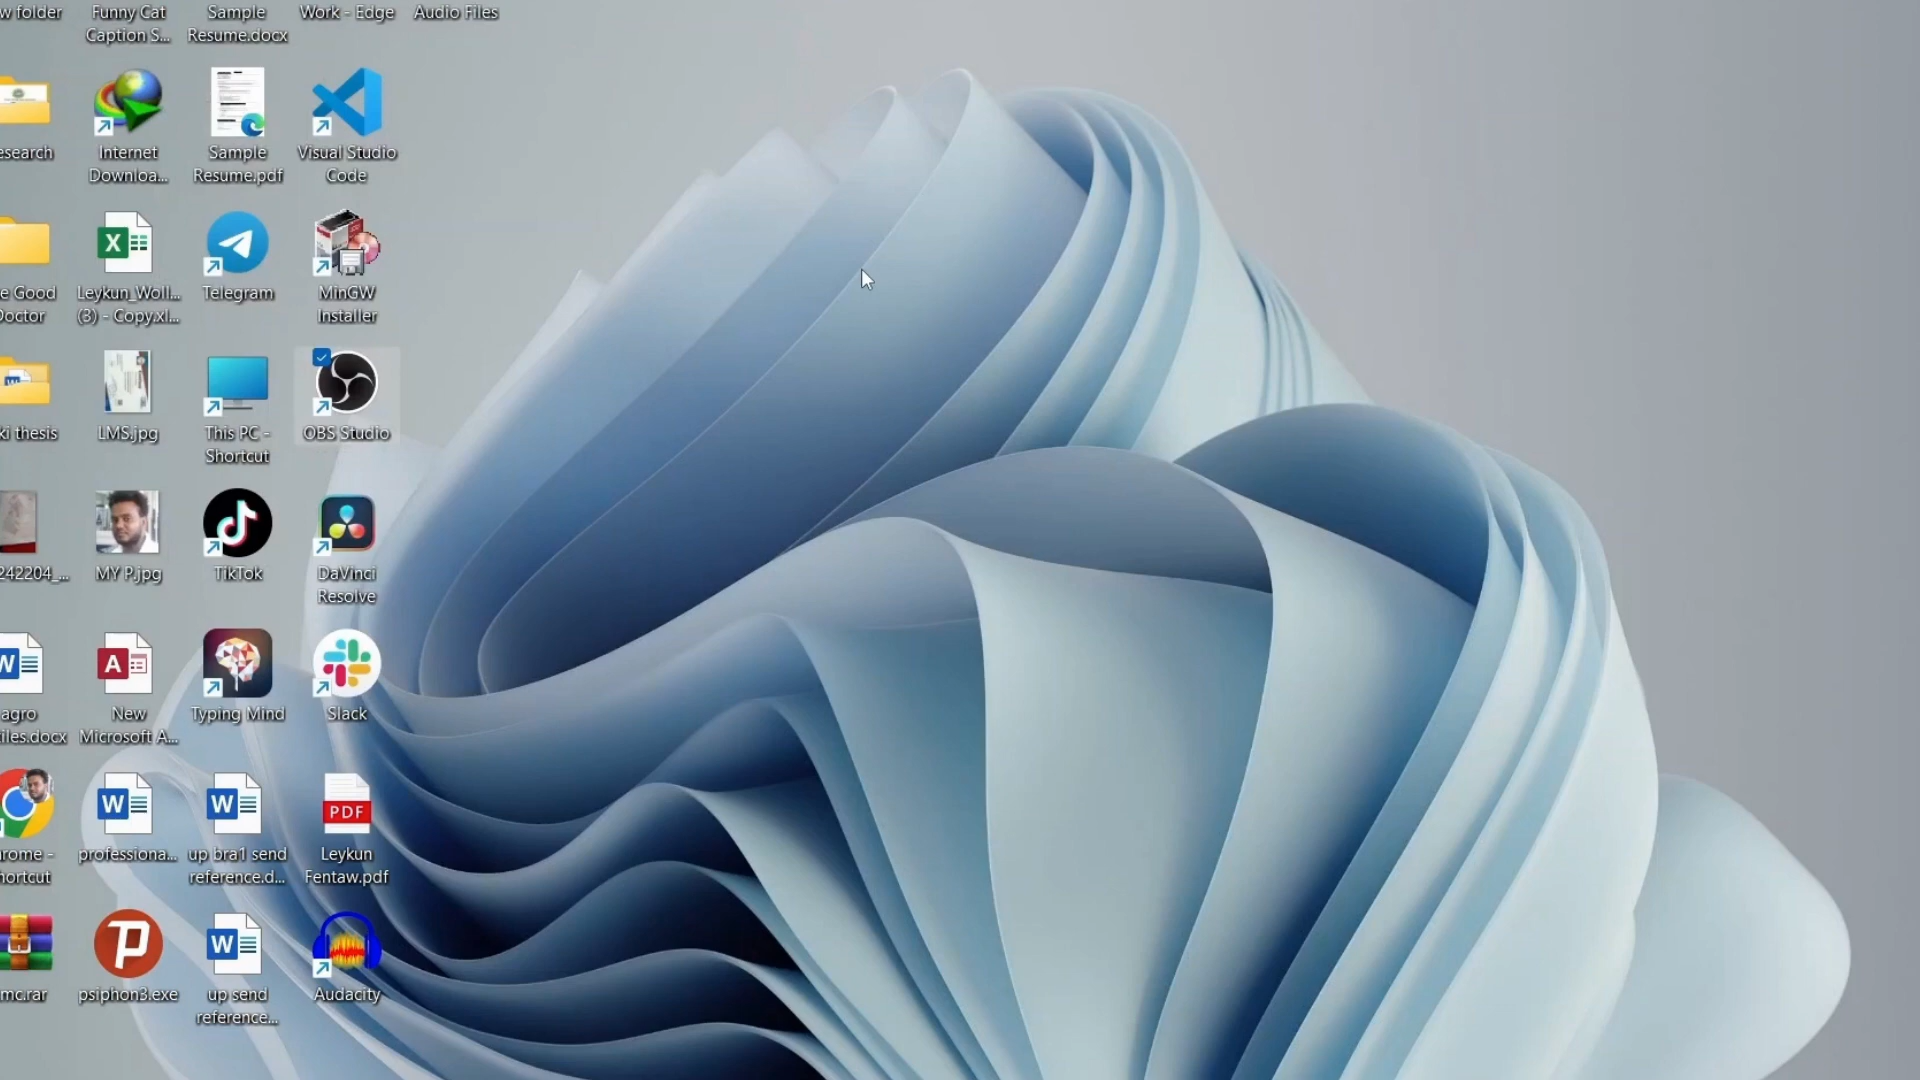 w folder
Funny Cat
Caption S...
Sample
Resume.docx
Work - Edge
Audio Files
esearch
Internet
Downloa...
Sample
Resume.pdf
Visual Studio
Code
e Good
Doctor
Leykun_Woll...
(3) - Copy.xl...
Telegram
MinGW
Installer
ki thesis
LMS.jpg
This PC -
Shortcut
OBS Studio
242204_...
MY P.jpg
TikTok
DaVinci
Resolve
agro
iles.docx
New
Microsoft A...
Typing Mind
Slack
rome -
hortcut
professiona...
up bra1 send
reference.d...
PDF
Leykun
Fentaw.pdf
mc.rar
psiphon3.exe
up send
reference...
Audacity